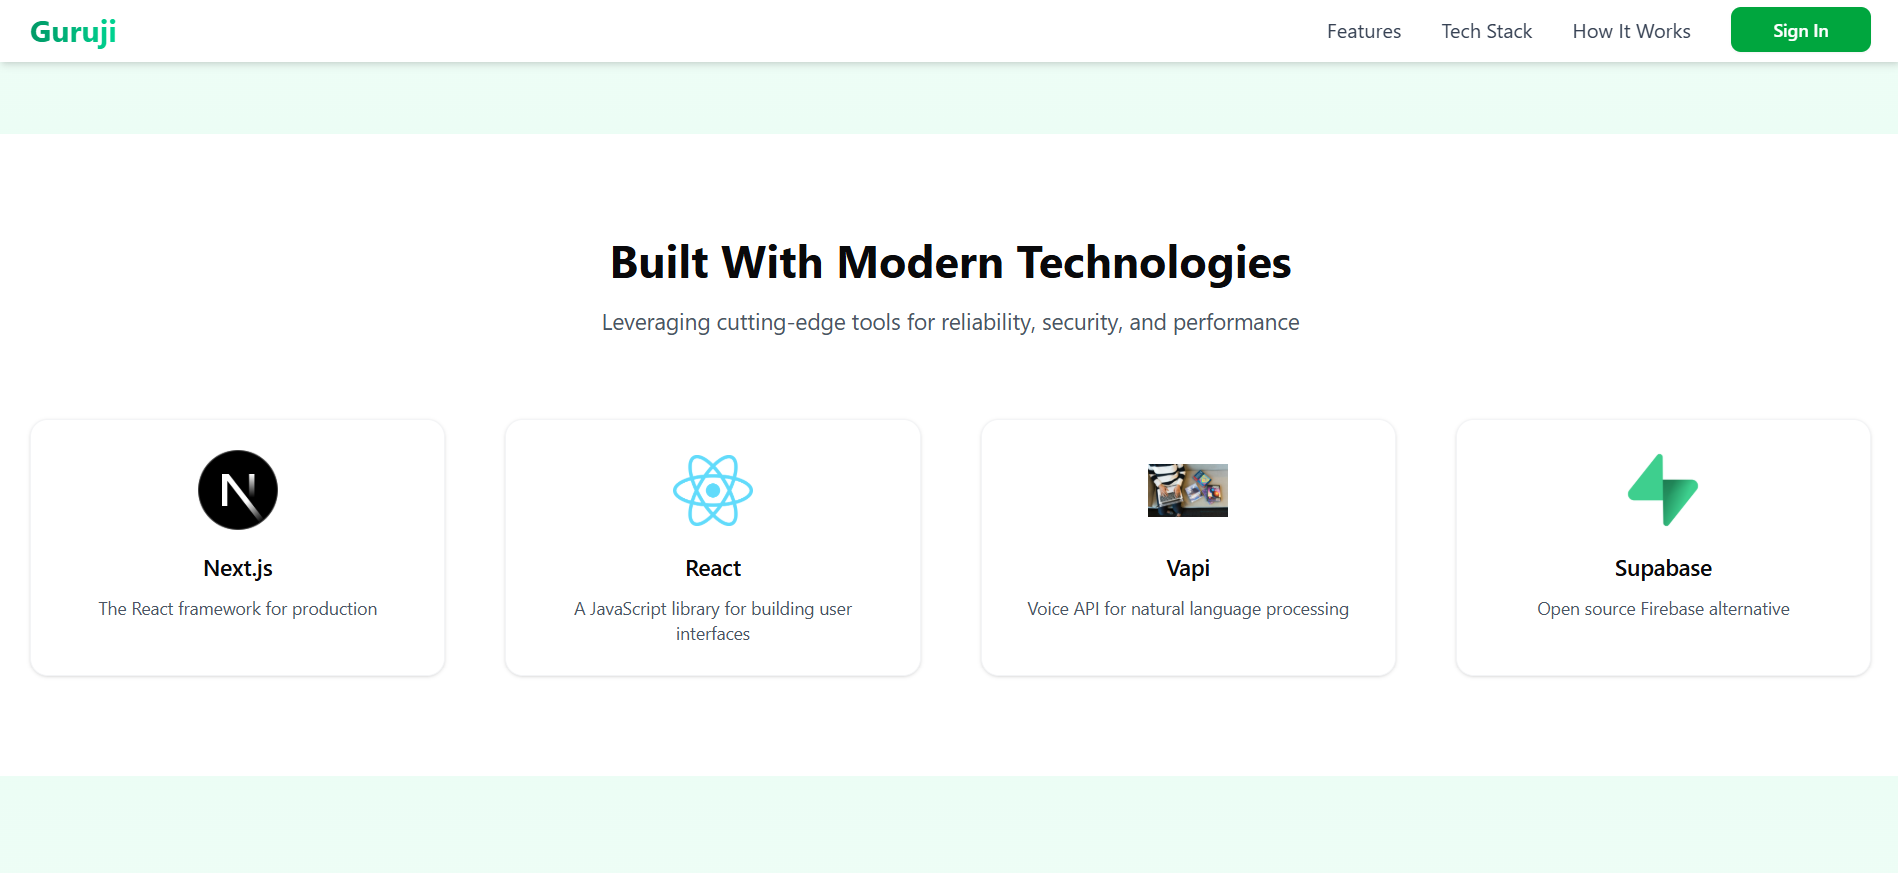 Guruji
Features
Tech Stack
How It Works
Sign In
Built With Modern Technologies
Leveraging cutting-edge tools for reliability, security, and performance
N
Next.js
The React framework for production
React
A JavaScript library for building user
interfaces
Vapi
Voice API for natural language processing
Supabase
Open source Firebase alternative